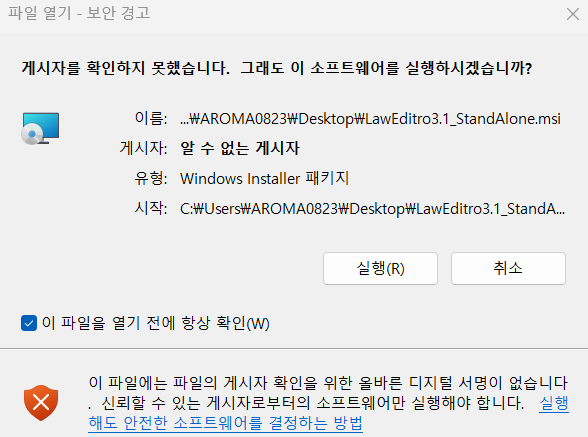 파일 열기 - 보안 경고
게시자를 확인하지 못했습니다.  그래도 이 소프트웨어를 실행하시겠습니까?
이름: ...₩AROMA0823₩Desktop₩LawEditro3.1_StandAlone.msi
게시자: 알 수 없는 게시자
유형: Windows Installer 패키지
시작: C:₩Users₩AROMA0823₩Desktop₩LawEditro3.1_StandA...
실행(R) 취소
이 파일을 열기 전에 항상 확인(W)
이 파일에는 파일의 게시자 확인을 위한 올바른 디지털 서명이 없습니다
.  신뢰할 수 있는 게시자로부터의 소프트웨어만 실행해야 합니다.  실행
해도 안전한 소프트웨어를 결정하는 방법